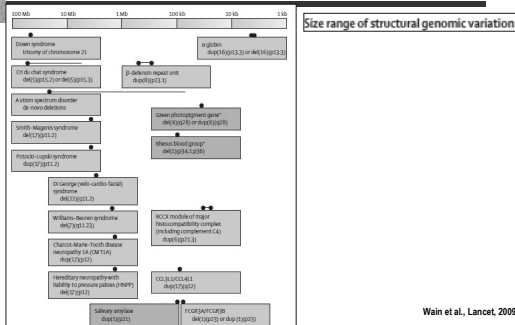 100 Mb 10 Mb 1 Mb 100 kb 10 kb 1 kb
Size range of structural genomic variation
Down syndrome
trisomy of chromosome 21
α globin
dup(16)(p13.3) or del(16)(p13.3)
Cri du chat syndrome
del(5)(p15.2) or del(5)(p15.3)
β-defensin repeat unit
dup(8)(p23.1)
Autism spectrum disorder
de-novo deletions
Green photopigment gene*
del(X)(q28) or dup(X)(q28)
Smith-Magenis syndrome
del(17)(p11.2)
Rhesus blood group*
del(1)(p34.1;p36)
Potocki-Lupski syndrome
dup(17)(p11.2)
Di George (velo-cardio-facial)
syndrome
del(22)(q11.2)
Williams-Beuren syndrome
del(7)(q11.23)
RCCX module of major
histocompatibility complex
(including complement C4)
dup(6)(p21.3)
Charcot-Marie-Tooth disease
neuropathy 1A (CMT1A)
dup(17)(p12)
Hereditary neuropathy with
liability to pressure palsies (HNPP)
del(17)(p12)
CCL3L1/CCL4L1
dup(17)(q12)
Salivary amylase
dup(1)(p21)
FCGR3A/FCGR3B
del(1)(p23) or dup (1)(p23)
Wain et al., Lancet, 2009